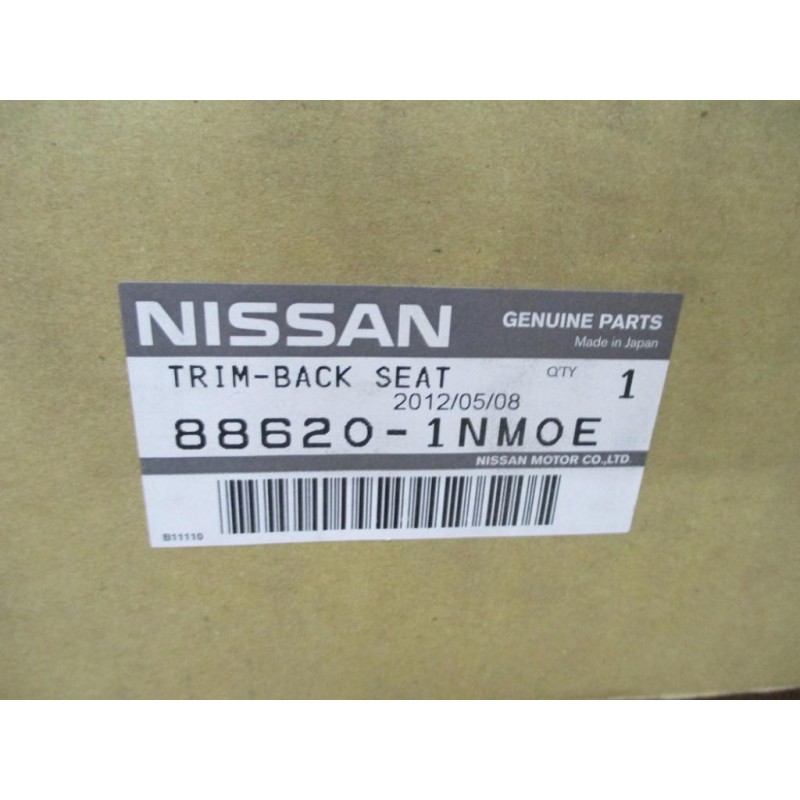 NISSAN GENUINE PARTS
Made in Japan
TRIM-BACK SEAT Q'TY 1
2012/05/08
88620-1NM0E
NISSAN MOTOR CO.,LTD.
B11110